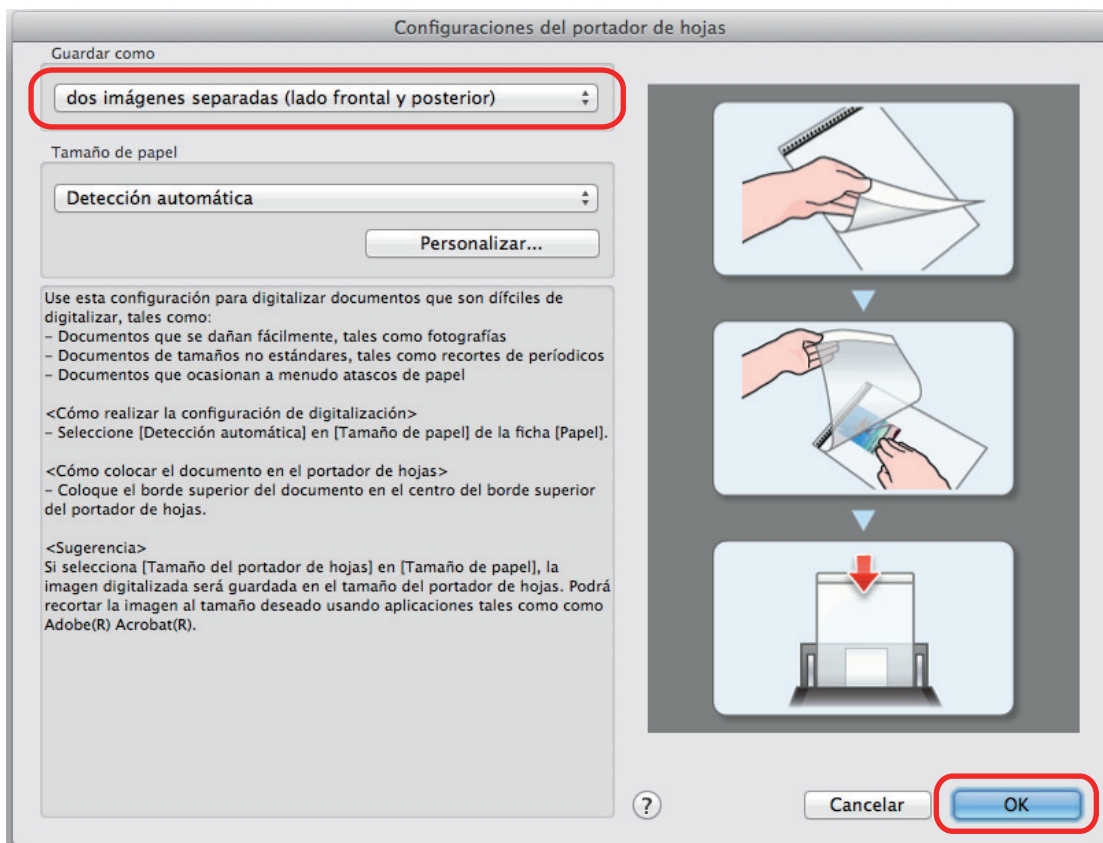 Configuraciones del portador de hojas
Guardar como
dos imágenes separadas (lado frontal y posterior)
Tamaño de papel
Detección automática
Personalizar...
Use esta configuración para digitalizar documentos que son difíciles de
digitalizar, tales como:
– Documentos que se dañan fácilmente, tales como fotografías
– Documentos de tamaños no estándares, tales como recortes de períodicos
– Documentos que ocasionan a menudo atascos de papel
<Cómo realizar la configuración de digitalización>
– Seleccione [Detección automática] en [Tamaño de papel] de la ficha [Papel].
<Cómo colocar el documento en el portador de hojas>
– Coloque el borde superior del documento en el centro del borde superior
del portador de hojas.
<Sugerencia>
Si selecciona [Tamaño del portador de hojas] en [Tamaño de papel], la
imagen digitalizada será guardada en el tamaño del portador de hojas. Podrá
recortar la imagen al tamaño deseado usando aplicaciones tales como como
Adobe(R) Acrobat(R).
?
Cancelar
OK